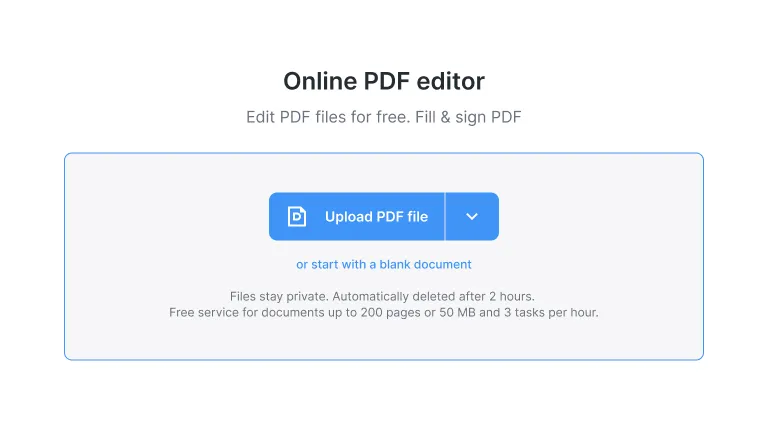 Online PDF editor
Edit PDF files for free. Fill & sign PDF
Upload PDF file
or start with a blank document
Files stay private. Automatically deleted after 2 hours.
Free service for documents up to 200 pages or 50 MB and 3 tasks per hour.